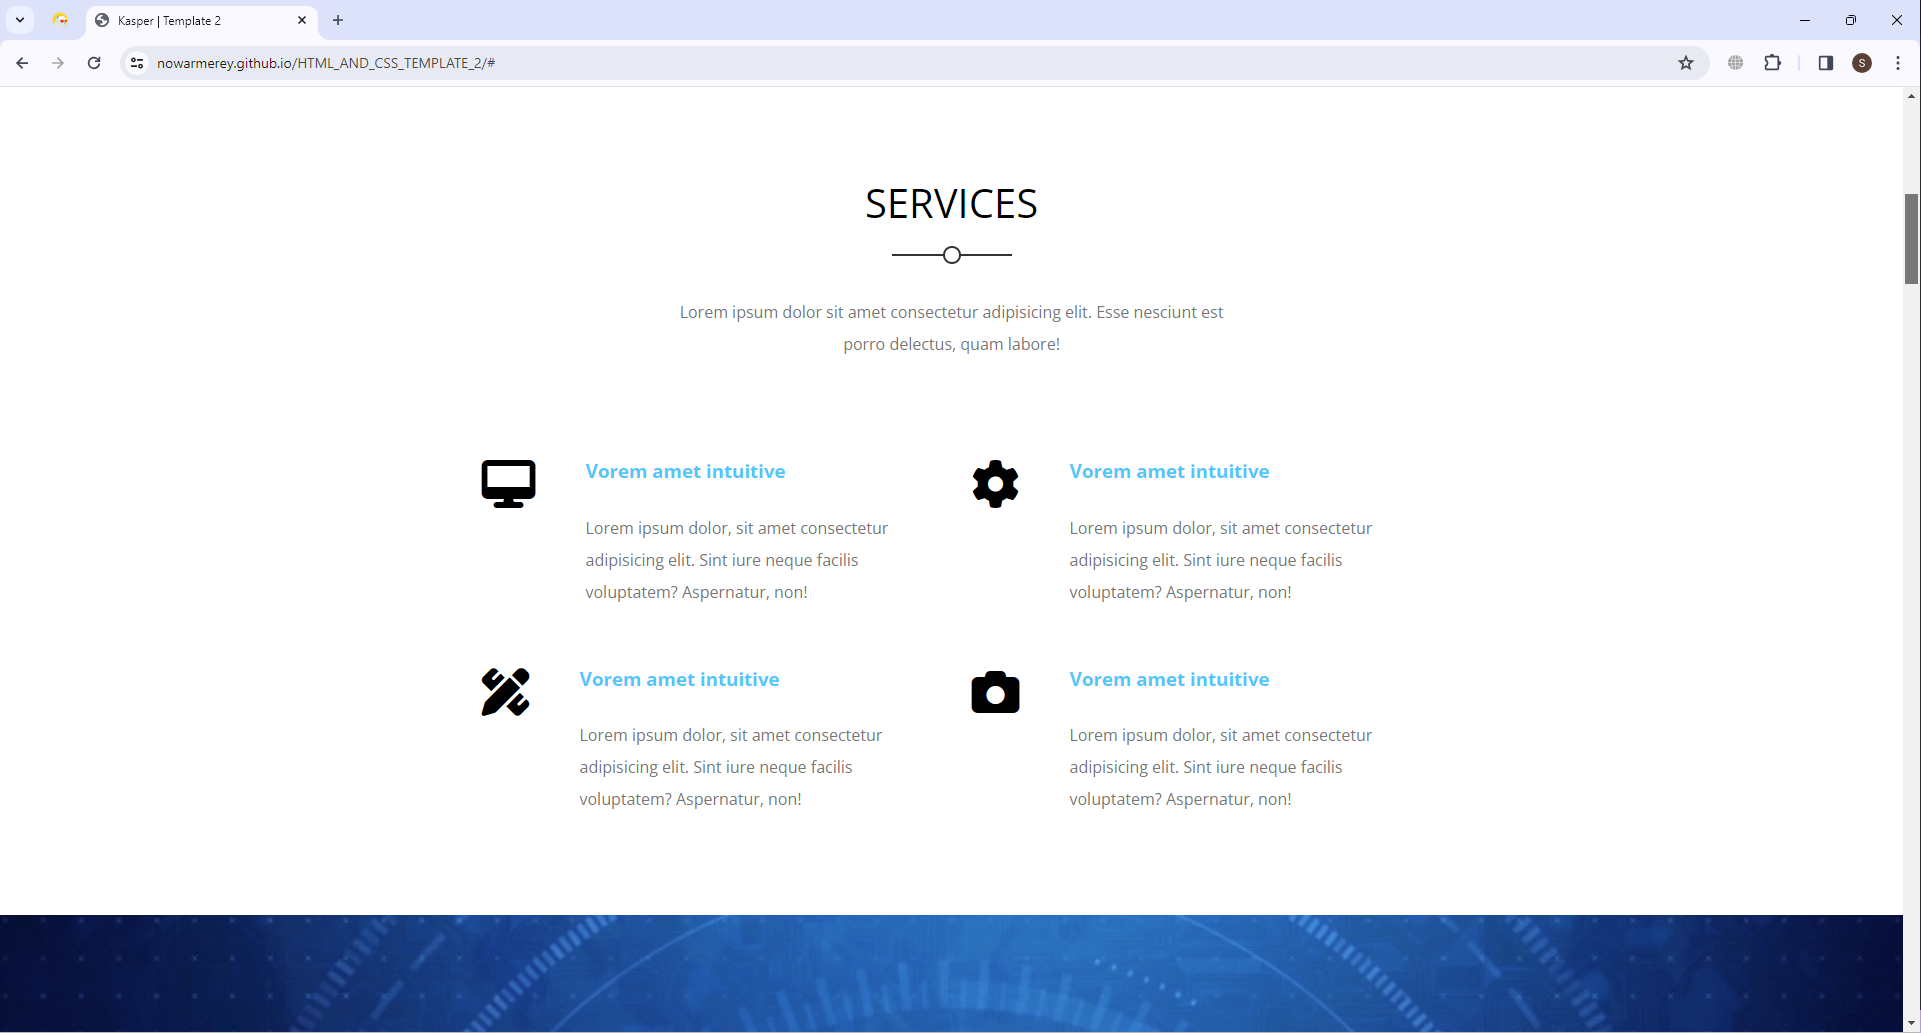 Kasper | Template 2
nowarmerey.github.io/HTML_AND_CSS_TEMPLATE_2/#
S
SERVICES
Lorem ipsum dolor sit amet consectetur adipisicing elit. Esse nesciunt est
porro delectus, quam labore!
Vorem amet intuitive
Lorem ipsum dolor, sit amet consectetur
adipisicing elit. Sint iure neque facilis
voluptatem? Aspernatur, non!
Vorem amet intuitive
Lorem ipsum dolor, sit amet consectetur
adipisicing elit. Sint iure neque facilis
voluptatem? Aspernatur, non!
Vorem amet intuitive
Lorem ipsum dolor, sit amet consectetur
adipisicing elit. Sint iure neque facilis
voluptatem? Aspernatur, non!
Vorem amet intuitive
Lorem ipsum dolor, sit amet consectetur
adipisicing elit. Sint iure neque facilis
voluptatem? Aspernatur, non!